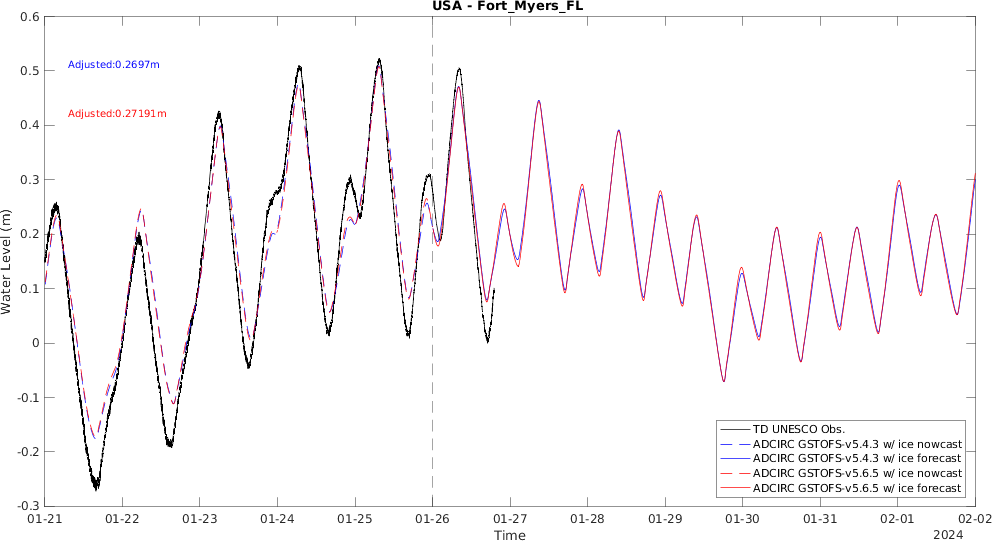 USA - Fort_Myers_FL
0.6
0.5
0.4
0.3
0.2
0.1
0
-0.1
-0.2
-0.3
Water Level (m)
Adjusted:0.2697m
Adjusted:0.27191m
TD UNESCO Obs.
ADCIRC GSTOFS-v5.4.3 w/ ice nowcast
ADCIRC GSTOFS-v5.4.3 w/ ice forecast
ADCIRC GSTOFS-v5.6.5 w/ ice nowcast
ADCIRC GSTOFS-v5.6.5 w/ ice forecast
01-21 01-22 01-23 01-24 01-25 01-26 01-27 01-28 01-29 01-30 01-31 02-01 02-02
Time
2024